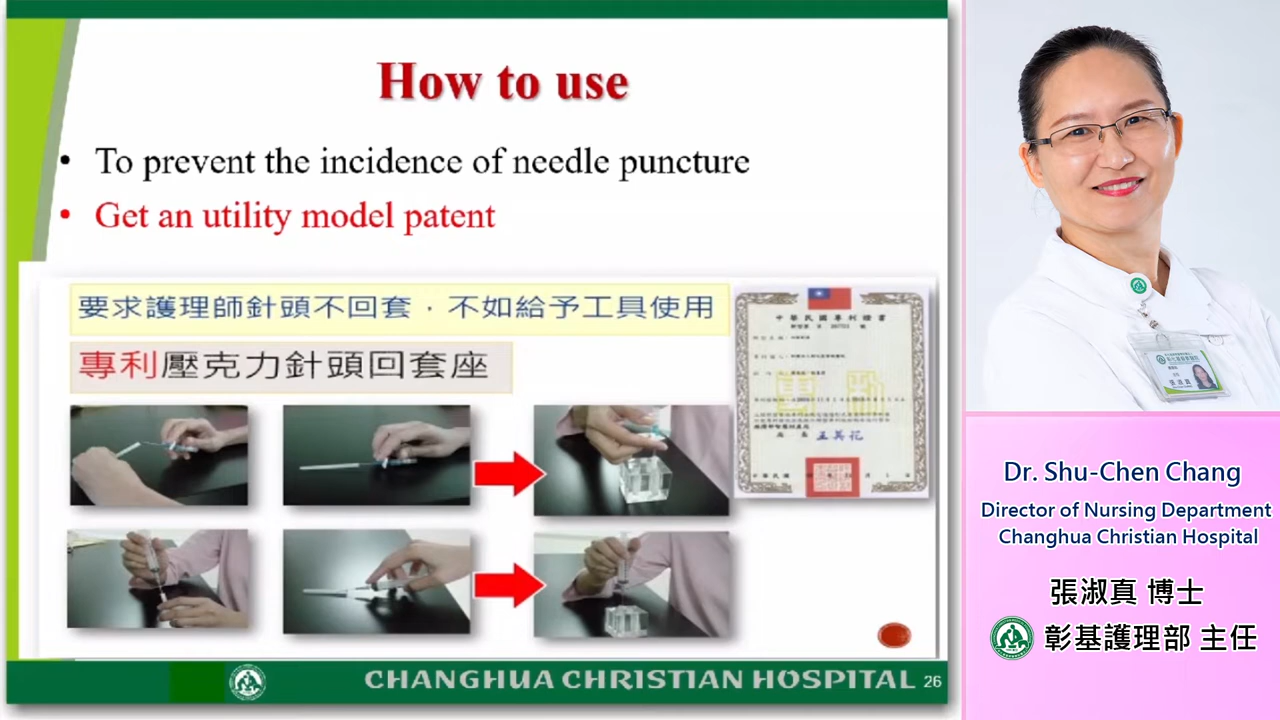 How to use
• To prevent the incidence of needle puncture
• Get an utility model patent
要求護理師針頭不回套，不如給予工具使用
專利壓克力針頭回套座
中華民國專利證書
CHANGHUA CHRISTIAN HOSPITAL 26
Dr. Shu-Chen Chang
Director of Nursing Department
Changhua Christian Hospital
張淑真 博士
彰基護理部 主任